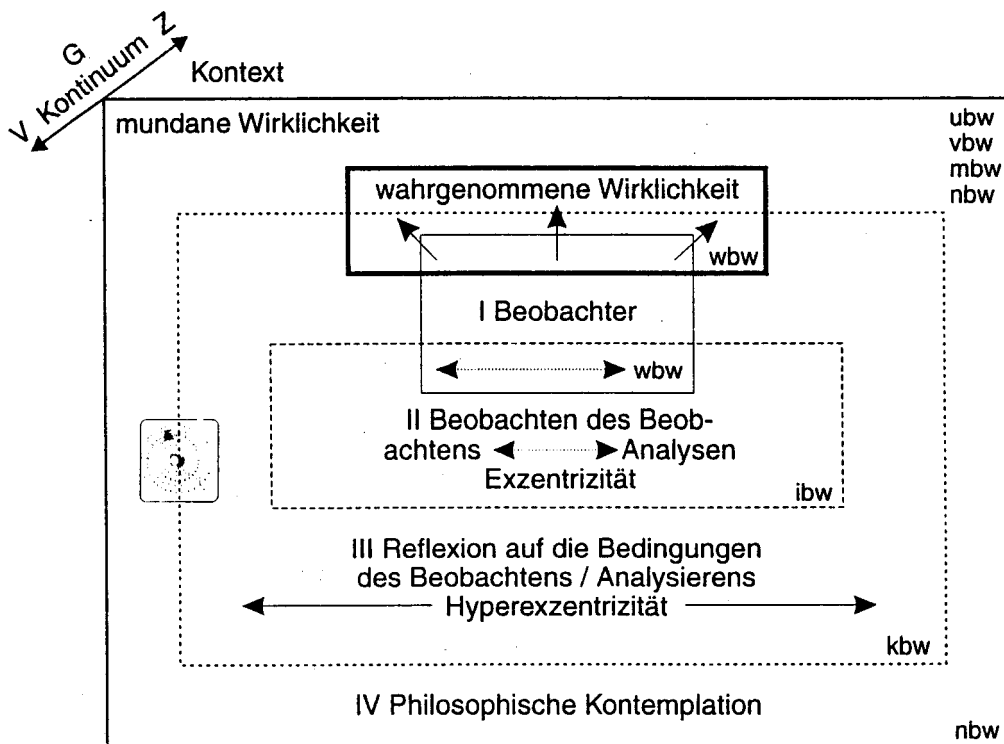 V Kontinuum Z
G
Kontext
mundane Wirklichkeit
ubw
vbw
mbw
nbw
wahrgenommene Wirklichkeit
wbw
I Beobachter
wbw
II Beobachten des Beob-
achtens Analysen
Exzentrizität
ibw
III Reflexion auf die Bedingungen
des Beobachtens / Analysierens
Hyperexzentrizität
kbw
IV Philosophische Kontemplation
nbw